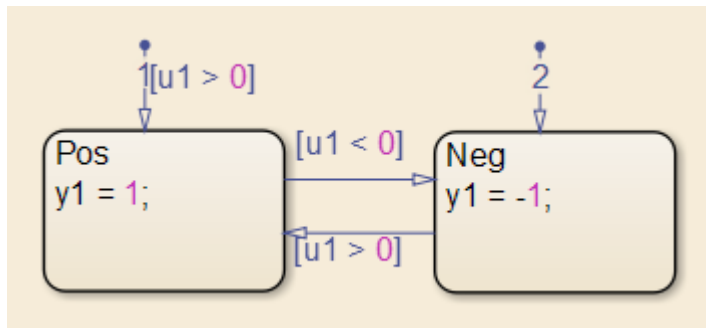 1[u1 > 0]
2
Pos
y1 = 1;
[u1 < 0]
Neg
y1 = -1;
[u1 > 0]